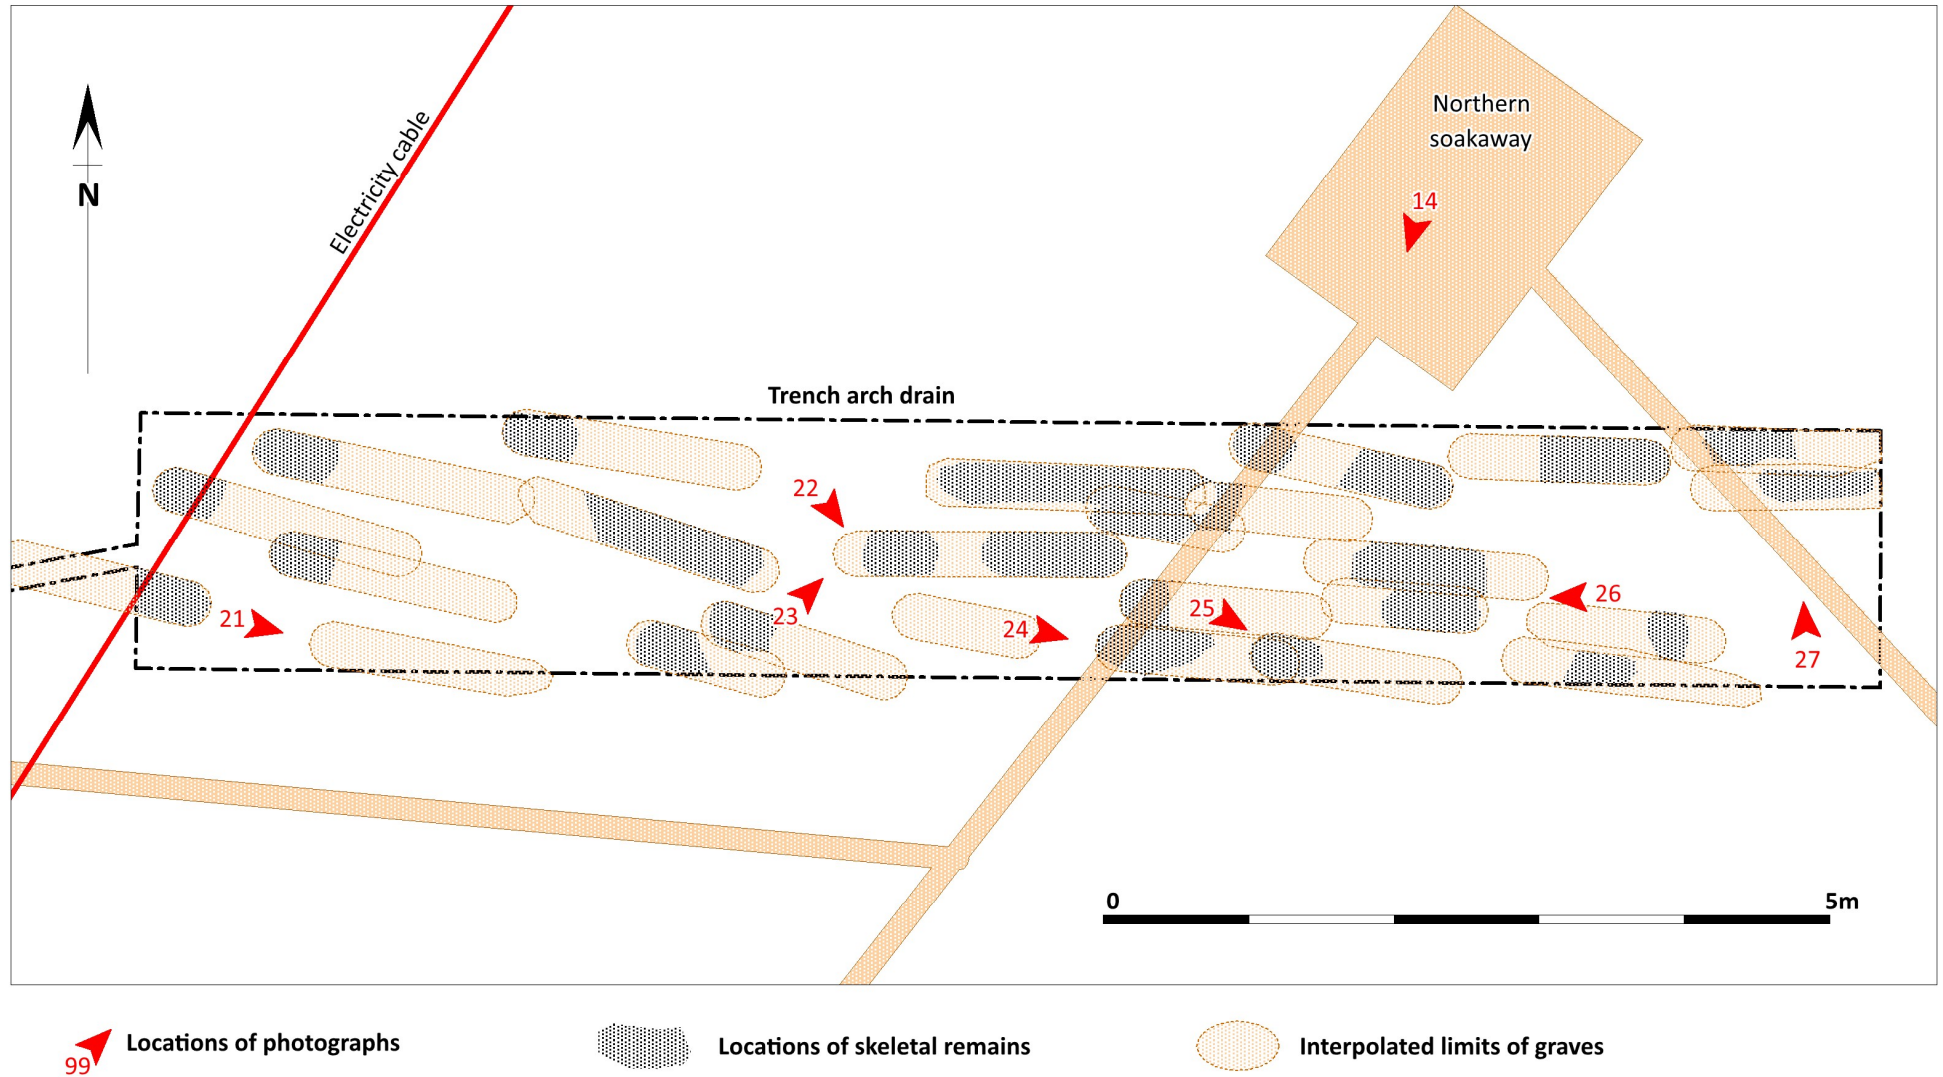 Northern
soakaway
14
Electricity cable
N
Trench arch drain
22
23
21
24
25
26
27
0
5m
99
Locations of photographs
Locations of skeletal remains
Interpolated limits of graves